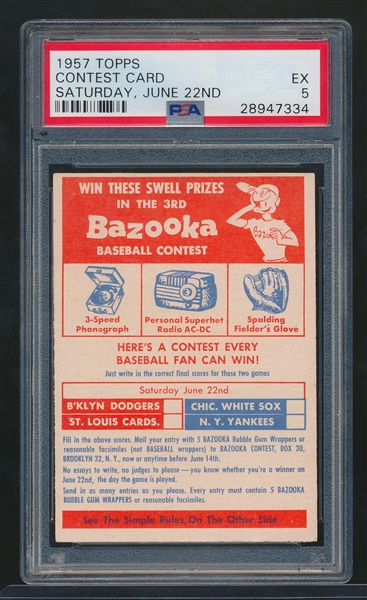 1957 TOPPS
CONTEST CARD EX
SATURDAY, JUNE 22ND 5
PSA 28947334
WIN THESE SWELL PRIZES
IN THE 3RD
Bazooka
BASEBALL CONTEST
3-Speed
Phonograph
Personal Superhet
Radio AC-DC
Spalding
Fielder's Glove
HERE'S A CONTEST EVERY
BASEBALL FAN CAN WIN!
Just write in the correct final scores for these two games
Saturday June 22nd
B'KLYN DODGERS CHIC. WHITE SOX
ST. LOUIS CARDS. N. Y. YANKEES
Fill in the above scores. Mail your entry with 5 BAZOOKA Bubble Gum Wrappers or
reasonable facsimiles (not BASEBALL wrappers) to BAZOOKA CONTEST, BOX 30,
BROOKLYN 32, N. Y., now or anytime before June 14th.
No essays to write, no judges to please—you know whether you're a winner on
June 22nd, the day the game is played.
Send in as many entries as you please. Every entry must contain 5 BAZOOKA
BUBBLE GUM WRAPPERS or reasonable facsimiles.
See The Simple Rules On The Other Side